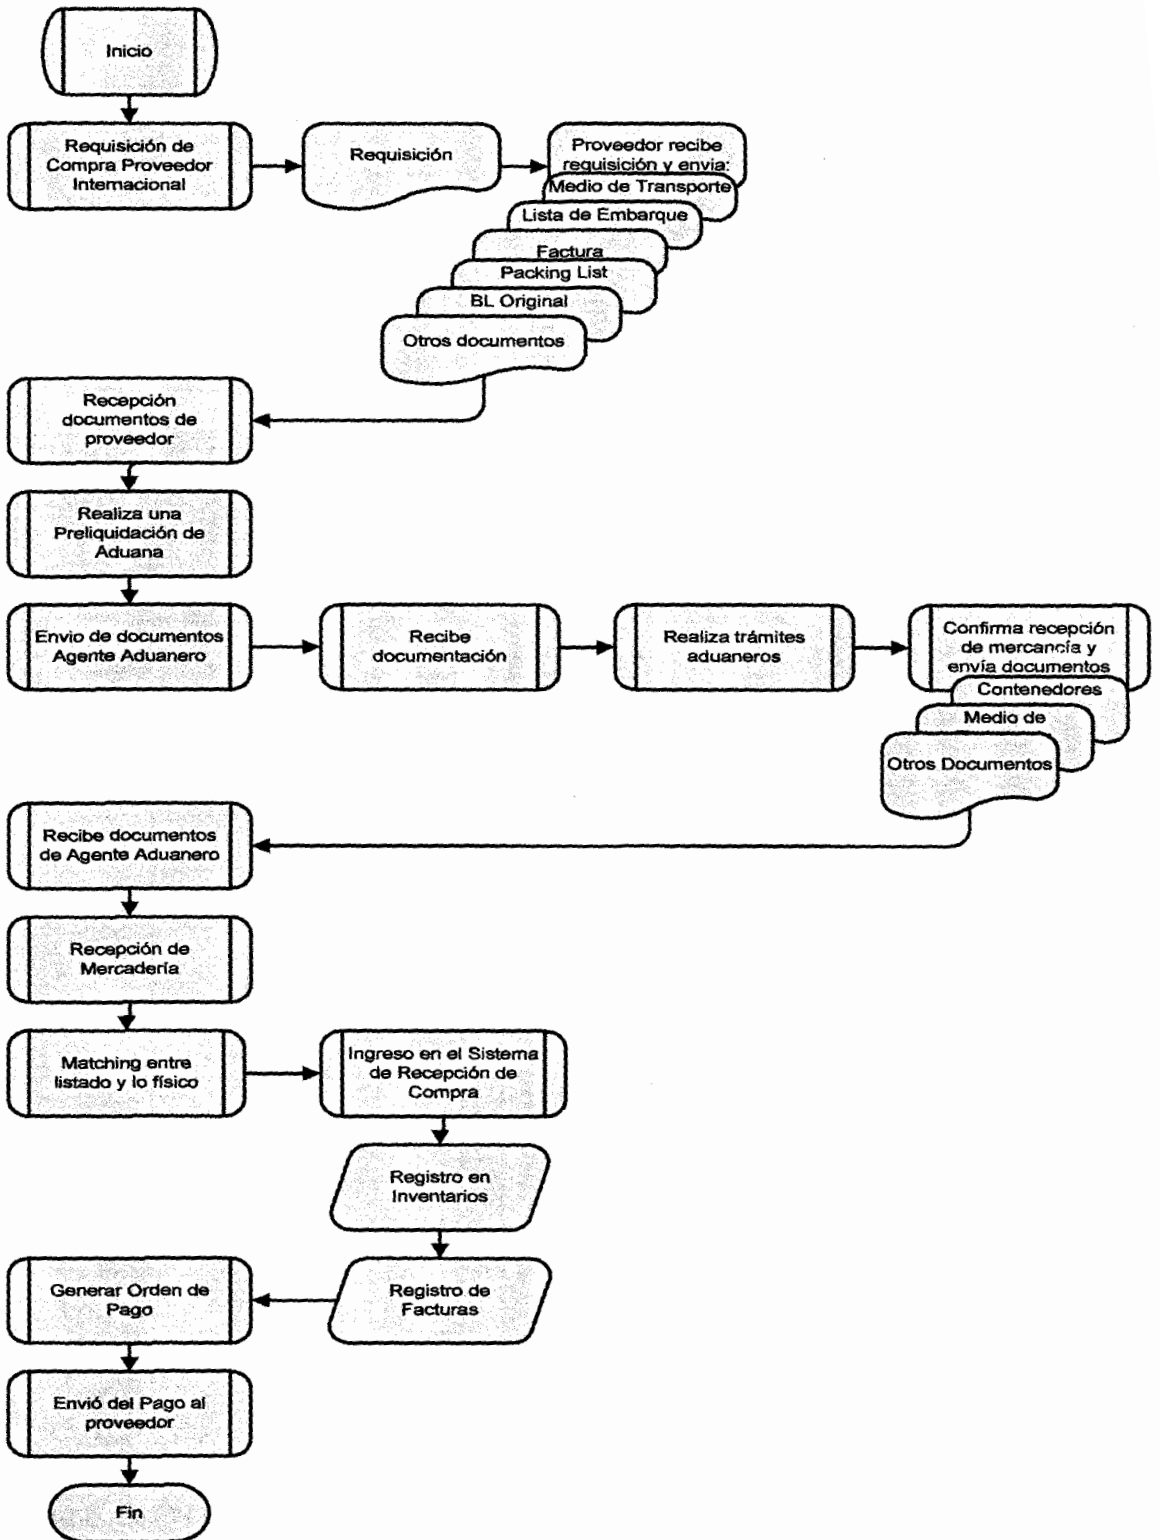 Inicio
Requisición de
Compra Proveedor
Internacional
Requisición
Proveedor recibe
requisición y envia:
Medio de Transporte
Lista de Embarque
Factura
Packing List
BL Original
Otros documentos
Recepción
documentos de
proveedor
Realiza una
Preliquidación de
Aduana
Envio de documentos
Agente Aduanero
Recibe
documentación
Realiza trámites
aduaneros
Confirma recepción
de mercancía y
envía documentos
Contenedores
Medio de
Otros Documentos
Recibe documentos
de Agente Aduanero
Recepción de
Mercadería
Matching entre
listado y lo físico
Ingreso en el Sistema
de Recepción de
Compra
Registro en
Inventarios
Registro de
Facturas
Generar Orden de
Pago
Envió del Pago al
proveedor
Fin